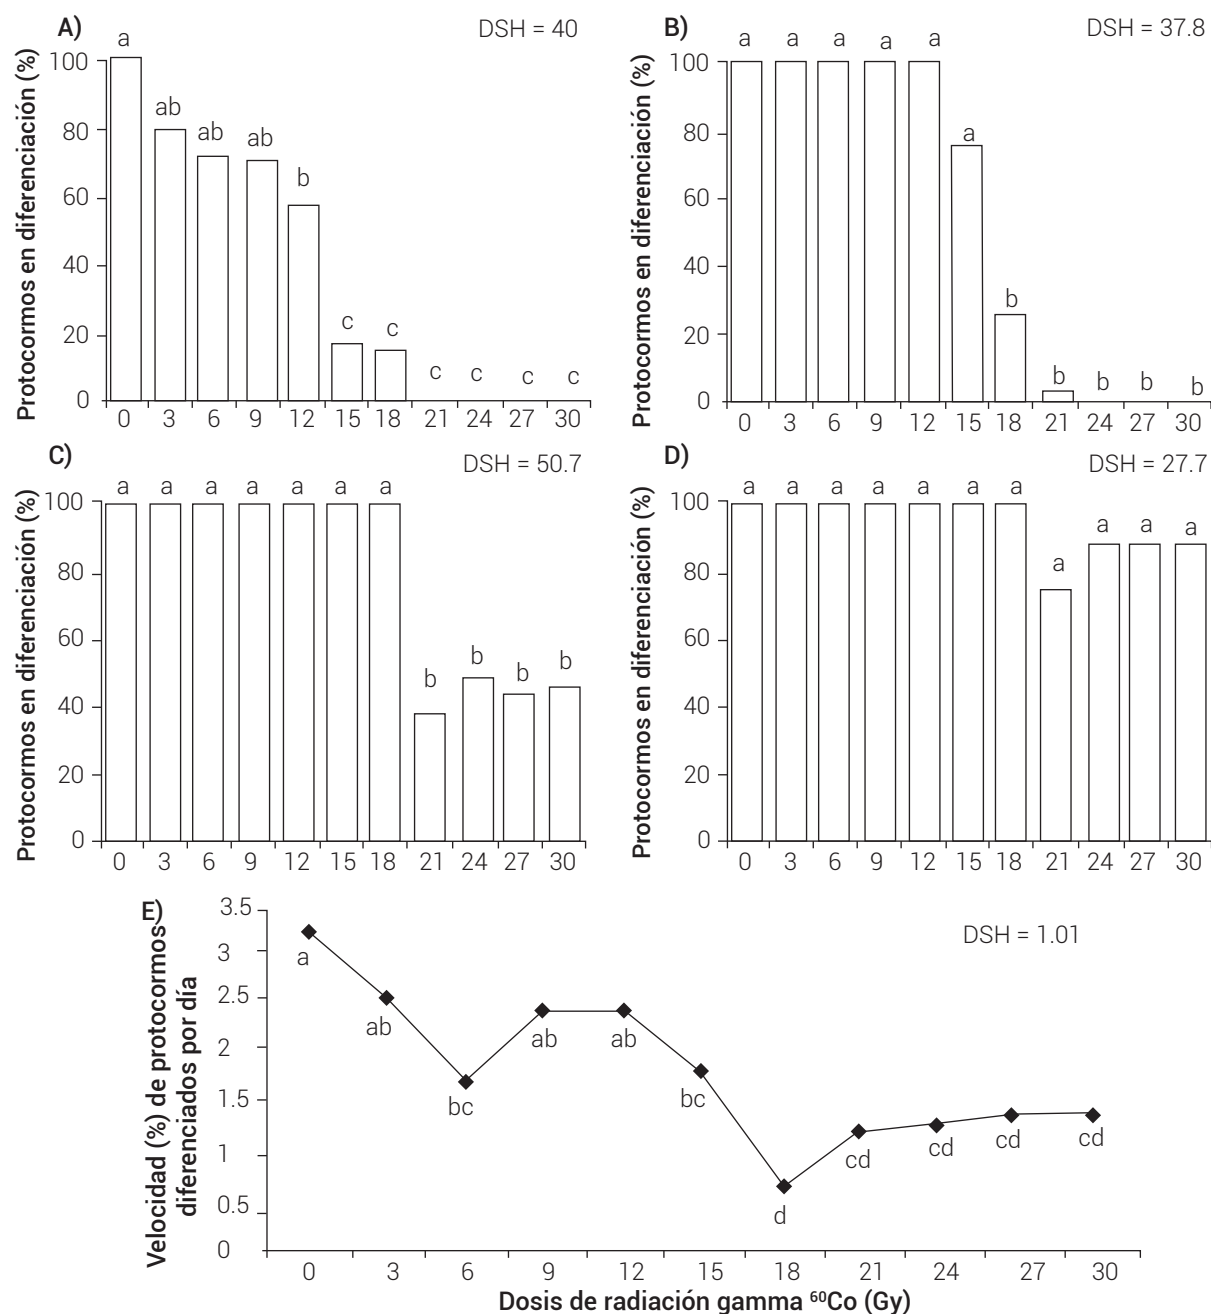 A)
DSH = 40
Protocormos en diferenciación (%)
100
80
60
40
20
0
a
ab
ab
ab
b
c
c
c
c
c
c
0 3 6 9 12 15 18 21 24 27 30
B)
DSH = 37.8
Protocormos en diferenciación (%)
100
80
60
40
20
0
a a a a a
a
b
b
b
b
b
0 3 6 9 12 15 18 21 24 27 30
C)
DSH = 50.7
Protocormos en diferenciación (%)
100
80
60
40
20
0
a a a a a a a
b
b
b
b
0 3 6 9 12 15 18 21 24 27 30
D)
DSH = 27.7
Protocormos en diferenciación (%)
100
80
60
40
20
0
a a a a a a a
a
a
a
a
0 3 6 9 12 15 18 21 24 27 30
E)
DSH = 1.01
Velocidad (%) de protocormos
diferenciados por día
3.5
3
2.5
2
1.5
1
0.5
0
a
ab
bc
ab
ab
bc
d
cd
cd
cd
cd
0 3 6 9 12 15 18 21 24 27 30
Dosis de radiación gamma ⁶⁰Co (Gy)